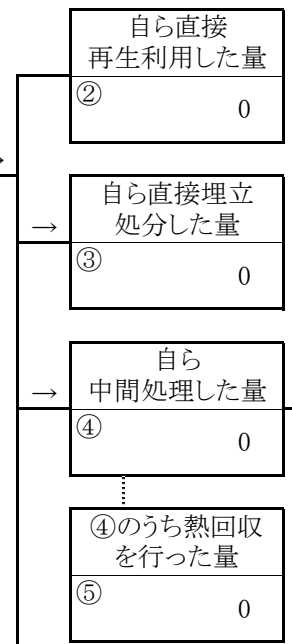 自ら直接
再生利用した量
②
0
→
自ら直接埋立
処分した量
→
③
0
自ら
中間処理した量
→
④
0
④のうち熱回収
を行った量
⑤
0